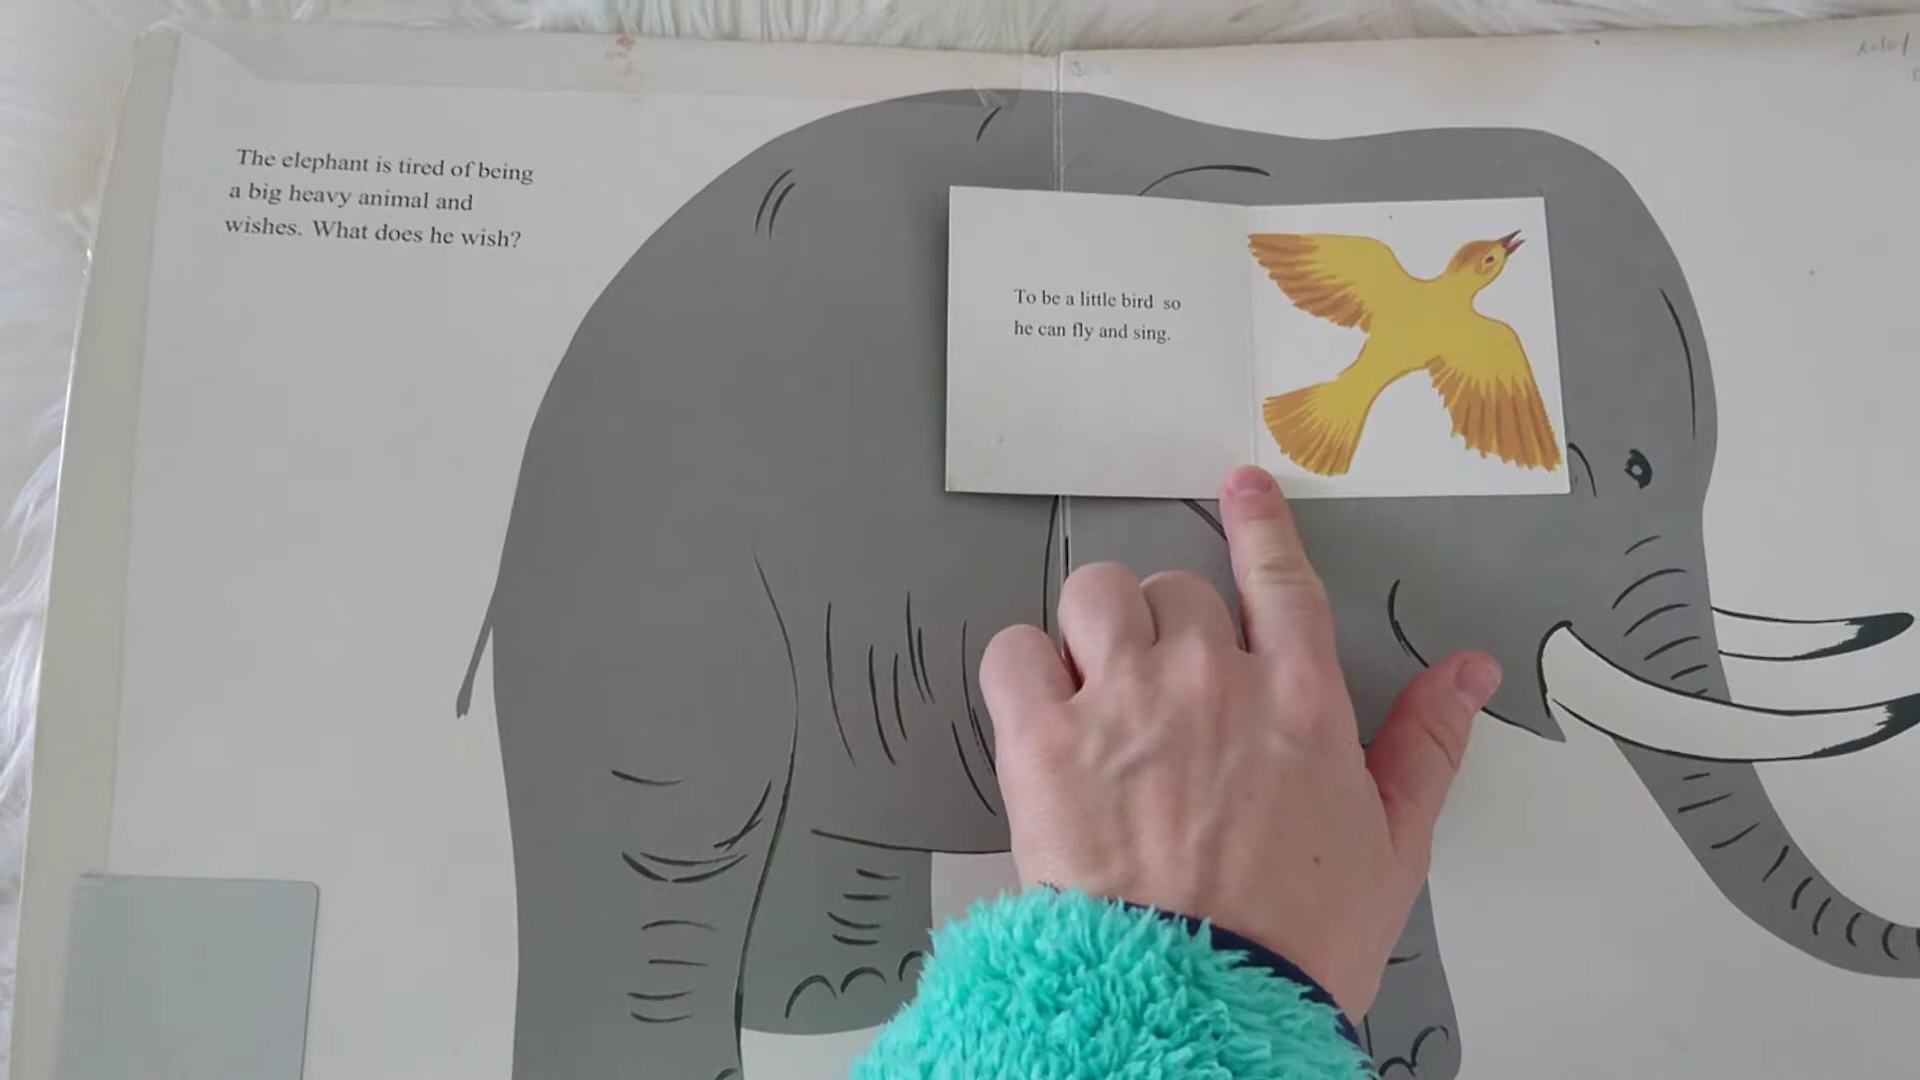 The elephant is tired of being
a big heavy animal and
wishes. What does he wish?
To be a little bird so
he can fly and sing.